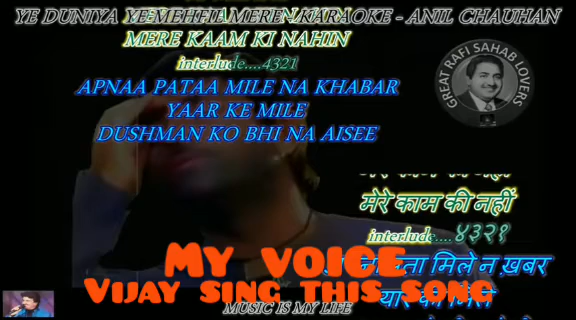 YE DUNIYA YE MEHFIL MERE - KARAOKE - ANIL CHAUHAN
MERE KAAM KI NAHIN
interlude....4321
APNAA PATAA MILE NA KHABAR
YAAR KE MILE
DUSHMAN KO BHI NA AISEE
GREAT RAFI SAHAB LOVERS
मेरे काम की नहीं
interlude....४३२१
मिले न ख़बर
MY VOICE
VIJAY SING THIS SONG
MUSIC IS MY LIFE